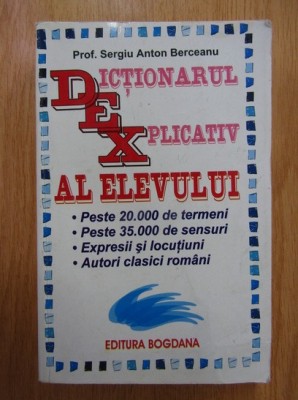 Prof. Sergiu Anton Berceanu
DICȚIONARUL
EXPLICATIV
AL ELEVULUI
• Peste 20.000 de termeni
• Peste 35.000 de sensuri
• Expresii și locuțiuni
• Autori clasici români
EDITURA BOGDANA